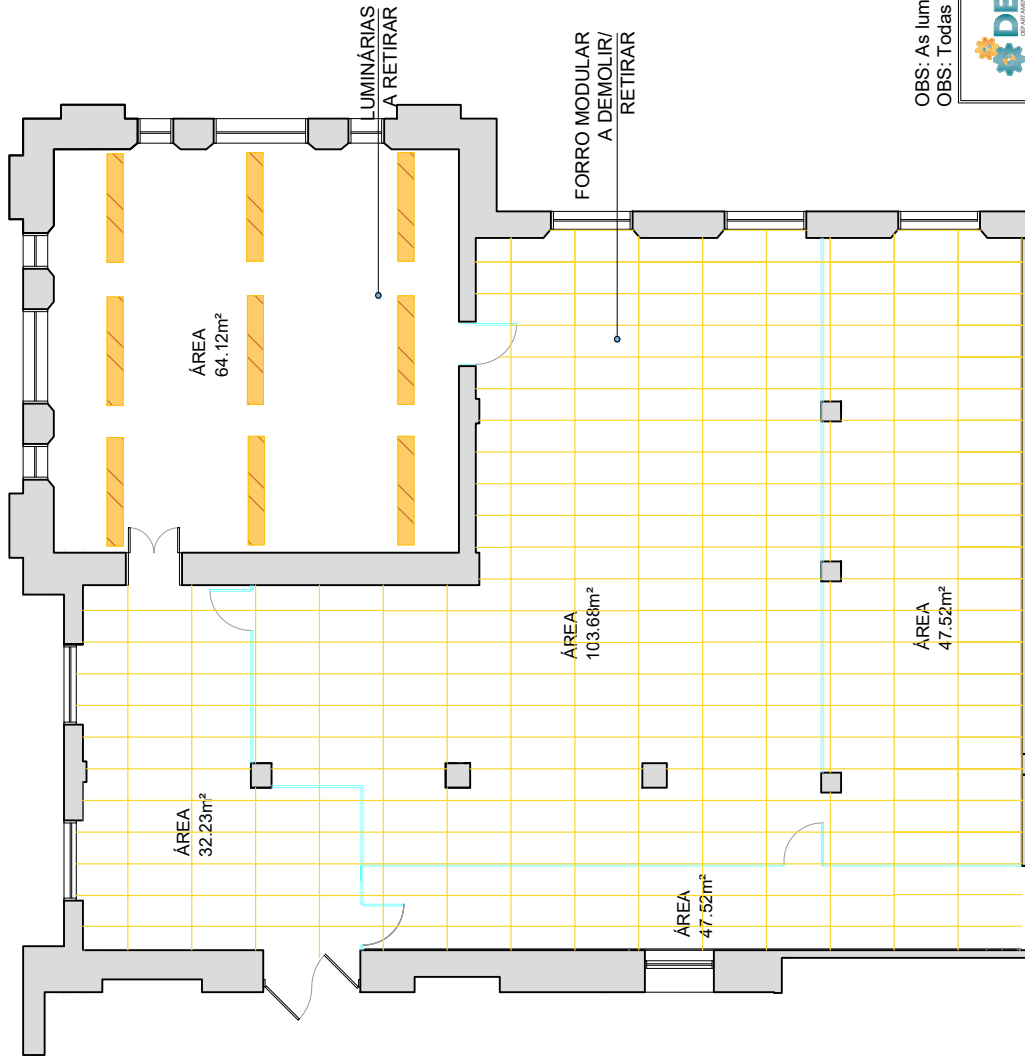 LUMINÁRIAS
A RETIRAR
FORRO MODULAR
A DEMOLIR/
RETIRAR
ÁREA
64.12m²
ÁREA
103.68m²
ÁREA
47.52m²
ÁREA
32.23m²
ÁREA
47.52m²
OBS: As lum
OBS: Todas
DE